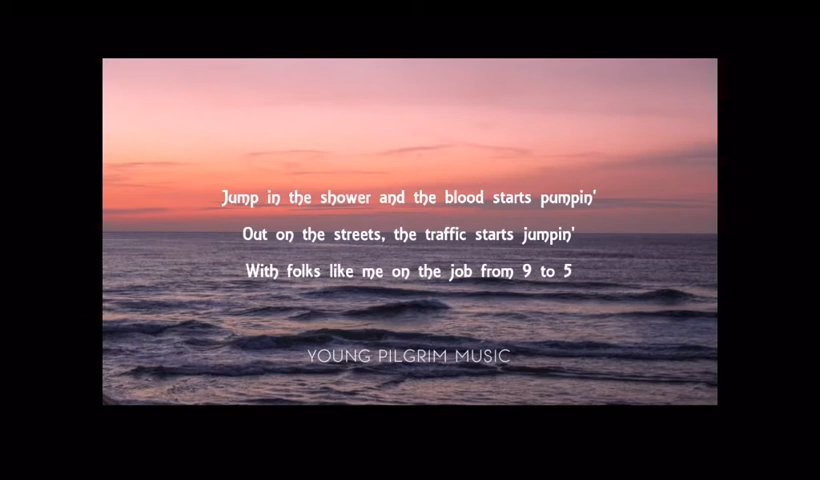 Jump in the shower and the blood starts pumpin'
Out on the streets, the traffic starts jumpin'
With folks like me on the job from 9 to 5
YOUNG PILGRIM MUSIC